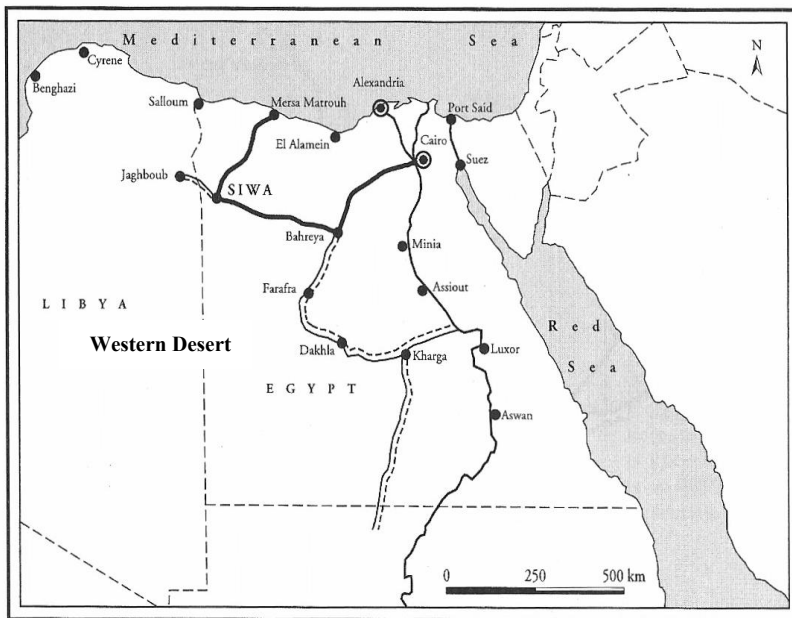 Mediterranean Sea
Cyrene
Benghazi
Alexandria
N
Salloum
Mersa Matrouh
Port Said
El Alamein
Cairo
Suez
Jaghboub
SIWA
Bahreya
Minia
Farafra
Assiout
LIBYA
Red
Sea
Western Desert
Dakhla
Kharga
Luxor
EGYPT
Aswan
0 250 500 km